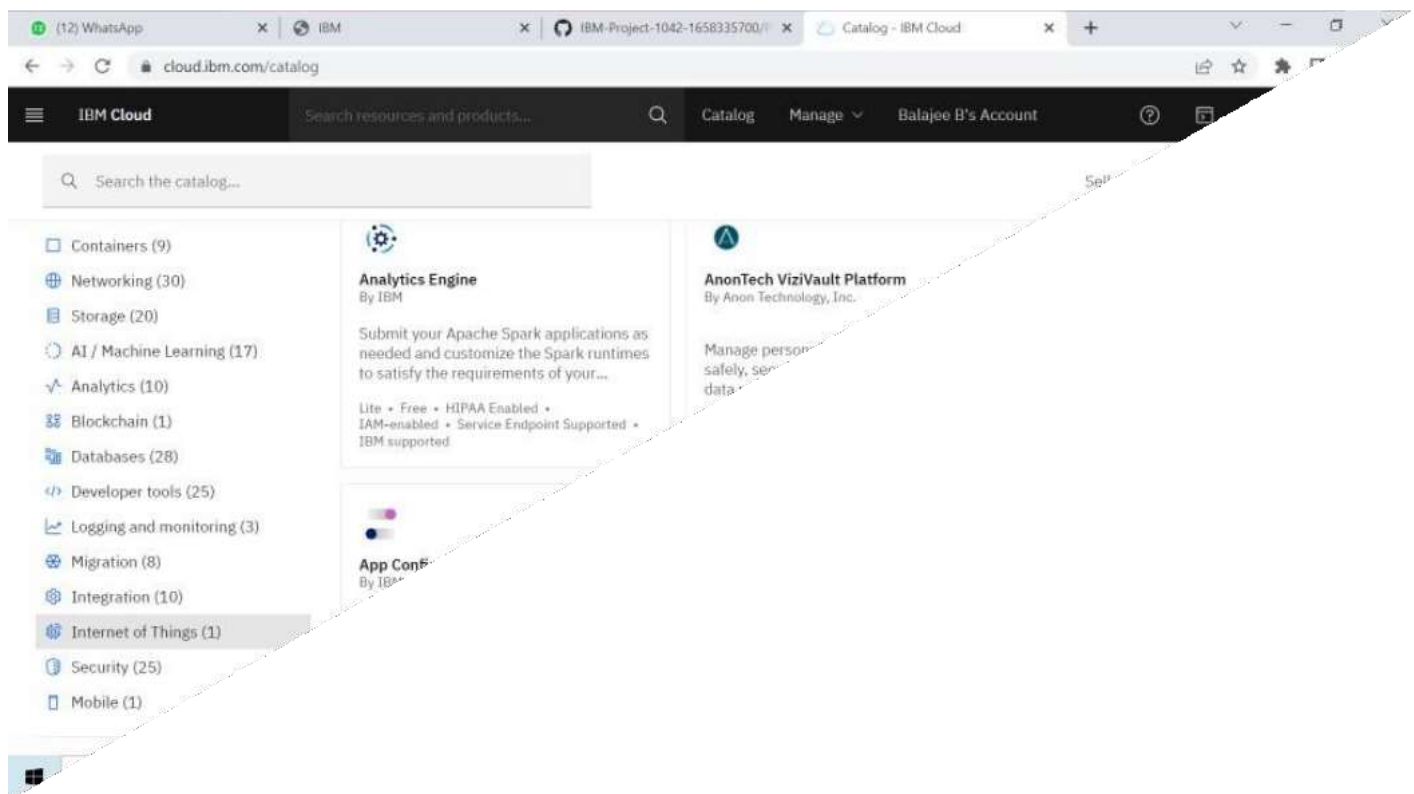 (12) WhatsApp
IBM
IBM-Project-1042-1658335700/
Catalog - IBM Cloud
cloud.ibm.com/catalog
IBM Cloud
Search resources and products...
Catalog
Manage
Balajee B's Account
Search the catalog...
Sell
Containers (9)
Networking (30)
Storage (20)
AI / Machine Learning (17)
Analytics (10)
Blockchain (1)
Databases (28)
Developer tools (25)
Logging and monitoring (3)
Migration (8)
Integration (10)
Internet of Things (1)
Security (25)
Mobile (1)
Analytics Engine
By IBM
Submit your Apache Spark applications as
needed and customize the Spark runtimes
to satisfy the requirements of your...
Lite • Free • HIPAA Enabled •
IAM-enabled • Service Endpoint Supported •
IBM supported
AnonTech ViziVault Platform
By Anon Technology, Inc.
Manage
safely,
data
App
By